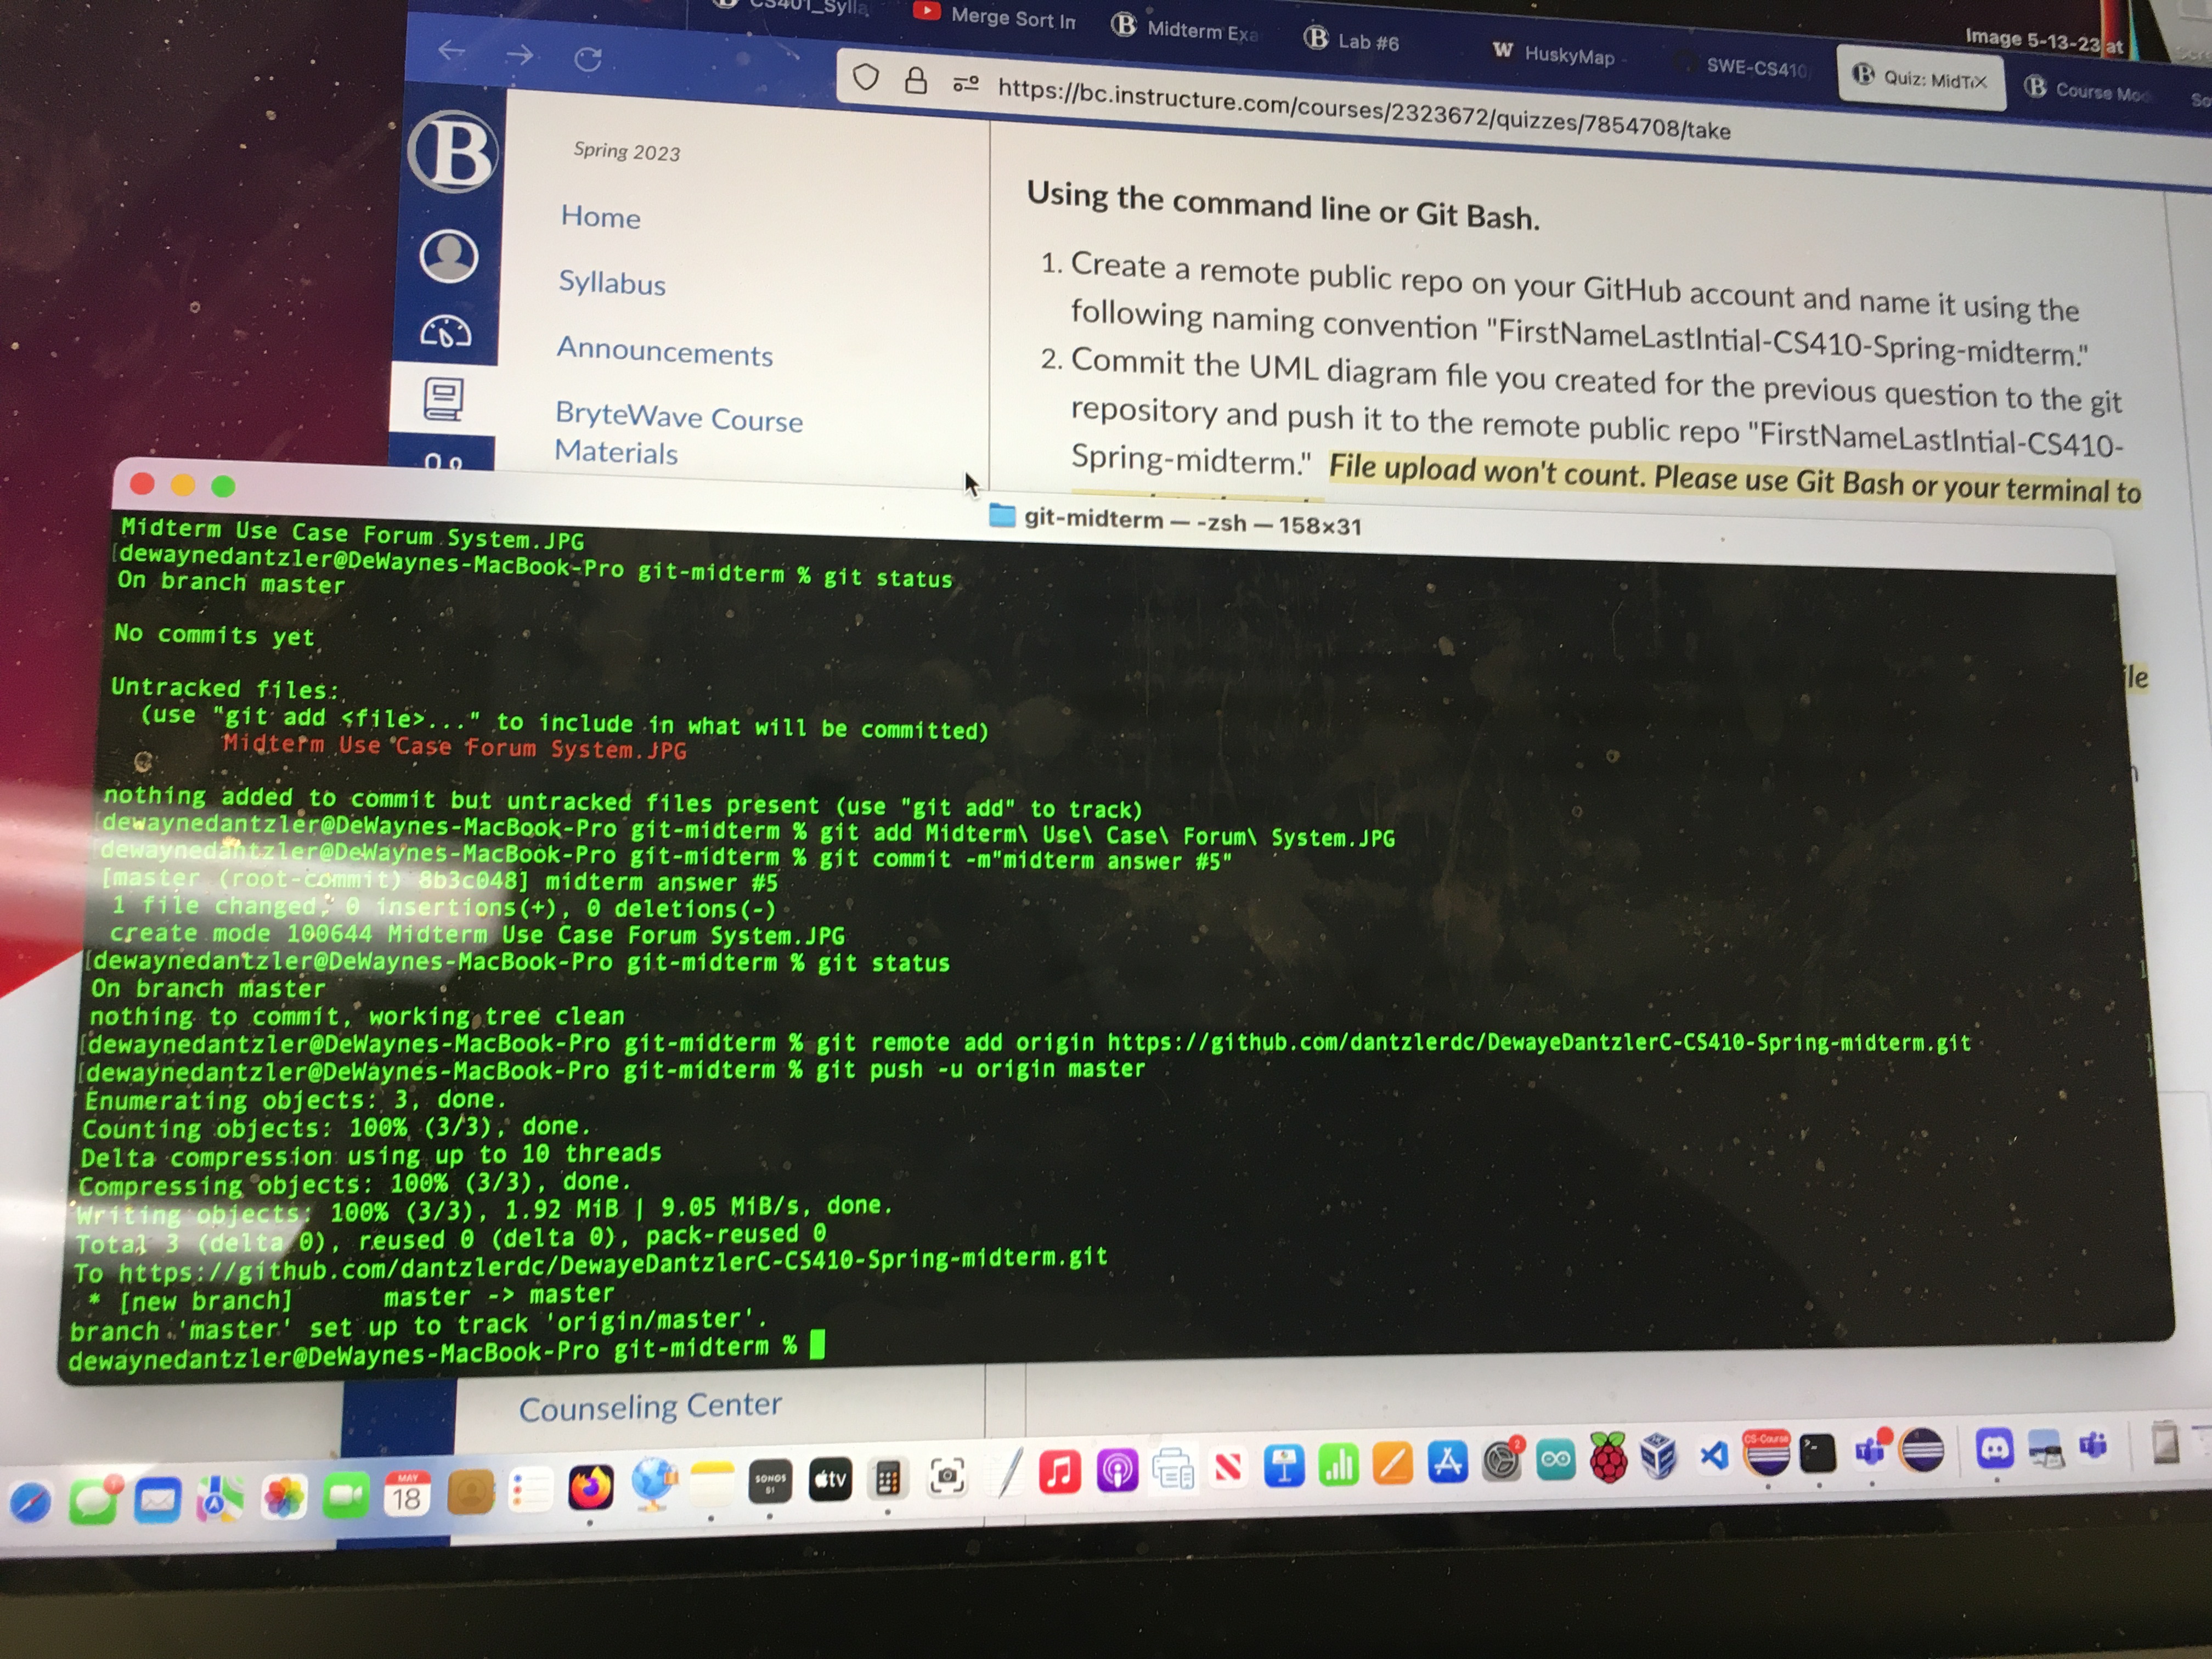 CS401_Sylla
Merge Sort In
Midterm Exa
Lab #6
HuskyMap -
SWE-CS410
Quiz: MidT
Course Mo
Image 5-13-23 at
https://bc.instructure.com/courses/2323672/quizzes/7854708/take
B
Spring 2023
Home
Syllabus
Announcements
BryteWave Course
Materials
Using the command line or Git Bash.
1. Create a remote public repo on your GitHub account and name it using the
following naming convention "FirstNameLastIntial-CS410-Spring-midterm."
2. Commit the UML diagram file you created for the previous question to the git
repository and push it to the remote public repo "FirstNameLastIntial-CS410-
Spring-midterm." File upload won't count. Please use Git Bash or your terminal to
ile
git-midterm — -zsh — 158×31
Midterm Use Case Forum System.JPG
[dewaynedantzler@DeWaynes-MacBook-Pro git-midterm % git status
On branch master
No commits yet
Untracked files:
(use "git add <file>..." to include in what will be committed)
Midterm Use Case Forum System.JPG
nothing added to commit but untracked files present (use "git add" to track)
[dewaynedantzler@DeWaynes-MacBook-Pro git-midterm % git add Midterm\ Use\ Case\ Forum\ System.JPG
[dewaynedantzler@DeWaynes-MacBook-Pro git-midterm % git commit -m"midterm answer #5"
[master (root-commit) 8b3c048] midterm answer #5
1 file changed, 0 insertions(+), 0 deletions(-)
create mode 100644 Midterm Use Case Forum System.JPG
[dewaynedantzler@DeWaynes-MacBook-Pro git-midterm % git status
On branch master
nothing to commit, working tree clean
[dewaynedantzler@DeWaynes-MacBook-Pro git-midterm % git remote add origin https://github.com/dantzlerdc/DewayeDantzlerC-CS410-Spring-midterm.git
[dewaynedantzler@DeWaynes-MacBook-Pro git-midterm % git push -u origin master
Enumerating objects: 3, done.
Counting objects: 100% (3/3), done.
Delta compression using up to 10 threads
Compressing objects: 100% (3/3), done.
Writing objects: 100% (3/3), 1.92 MiB | 9.05 MiB/s, done.
Total 3 (delta 0), reused 0 (delta 0), pack-reused 0
To https://github.com/dantzlerdc/DewayeDantzlerC-CS410-Spring-midterm.git
* [new branch] master -> master
branch 'master' set up to track 'origin/master'.
dewaynedantzler@DeWaynes-MacBook-Pro git-midterm %
Counseling Center
MAY
18
SONOS
S1
tv
2
CS-Course